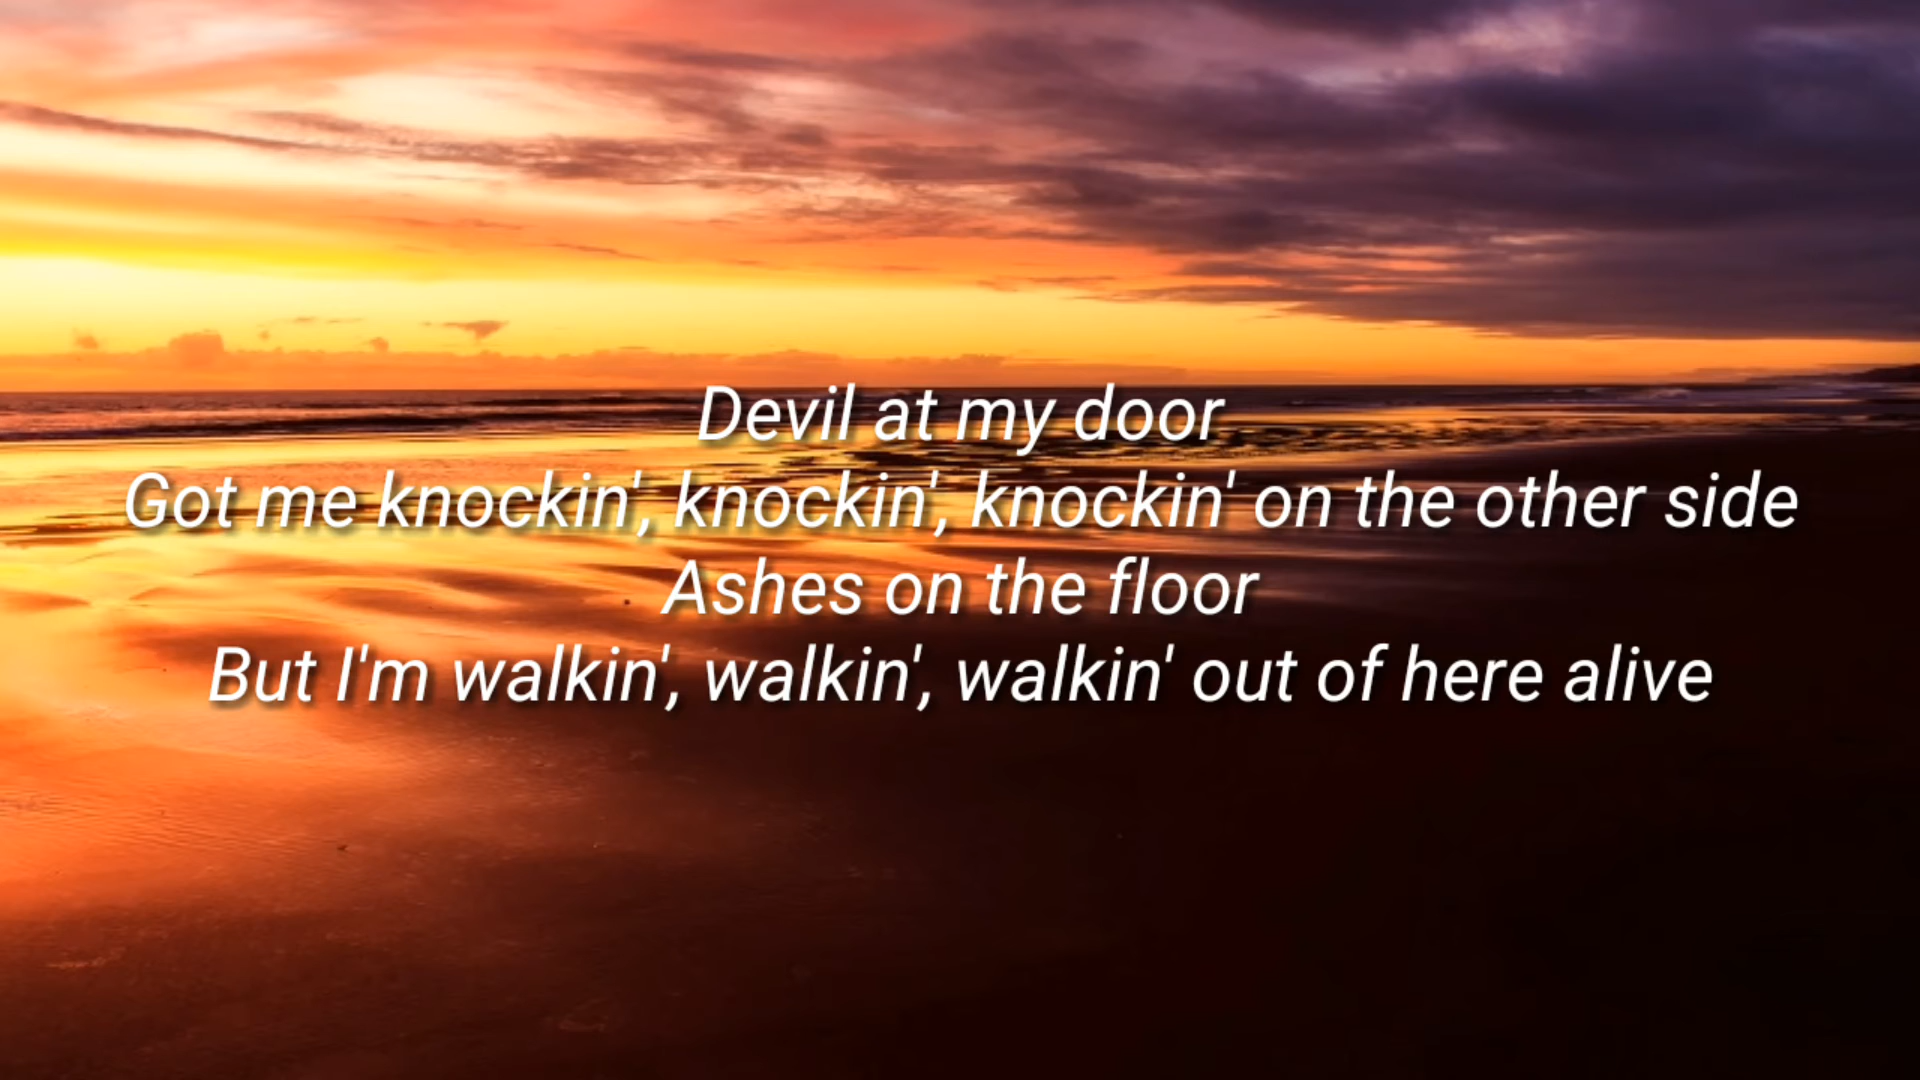 Devil at my door
Got me knockin', knockin', knockin' on the other side
Ashes on the floor
But I'm walkin', walkin', walkin' out of here alive